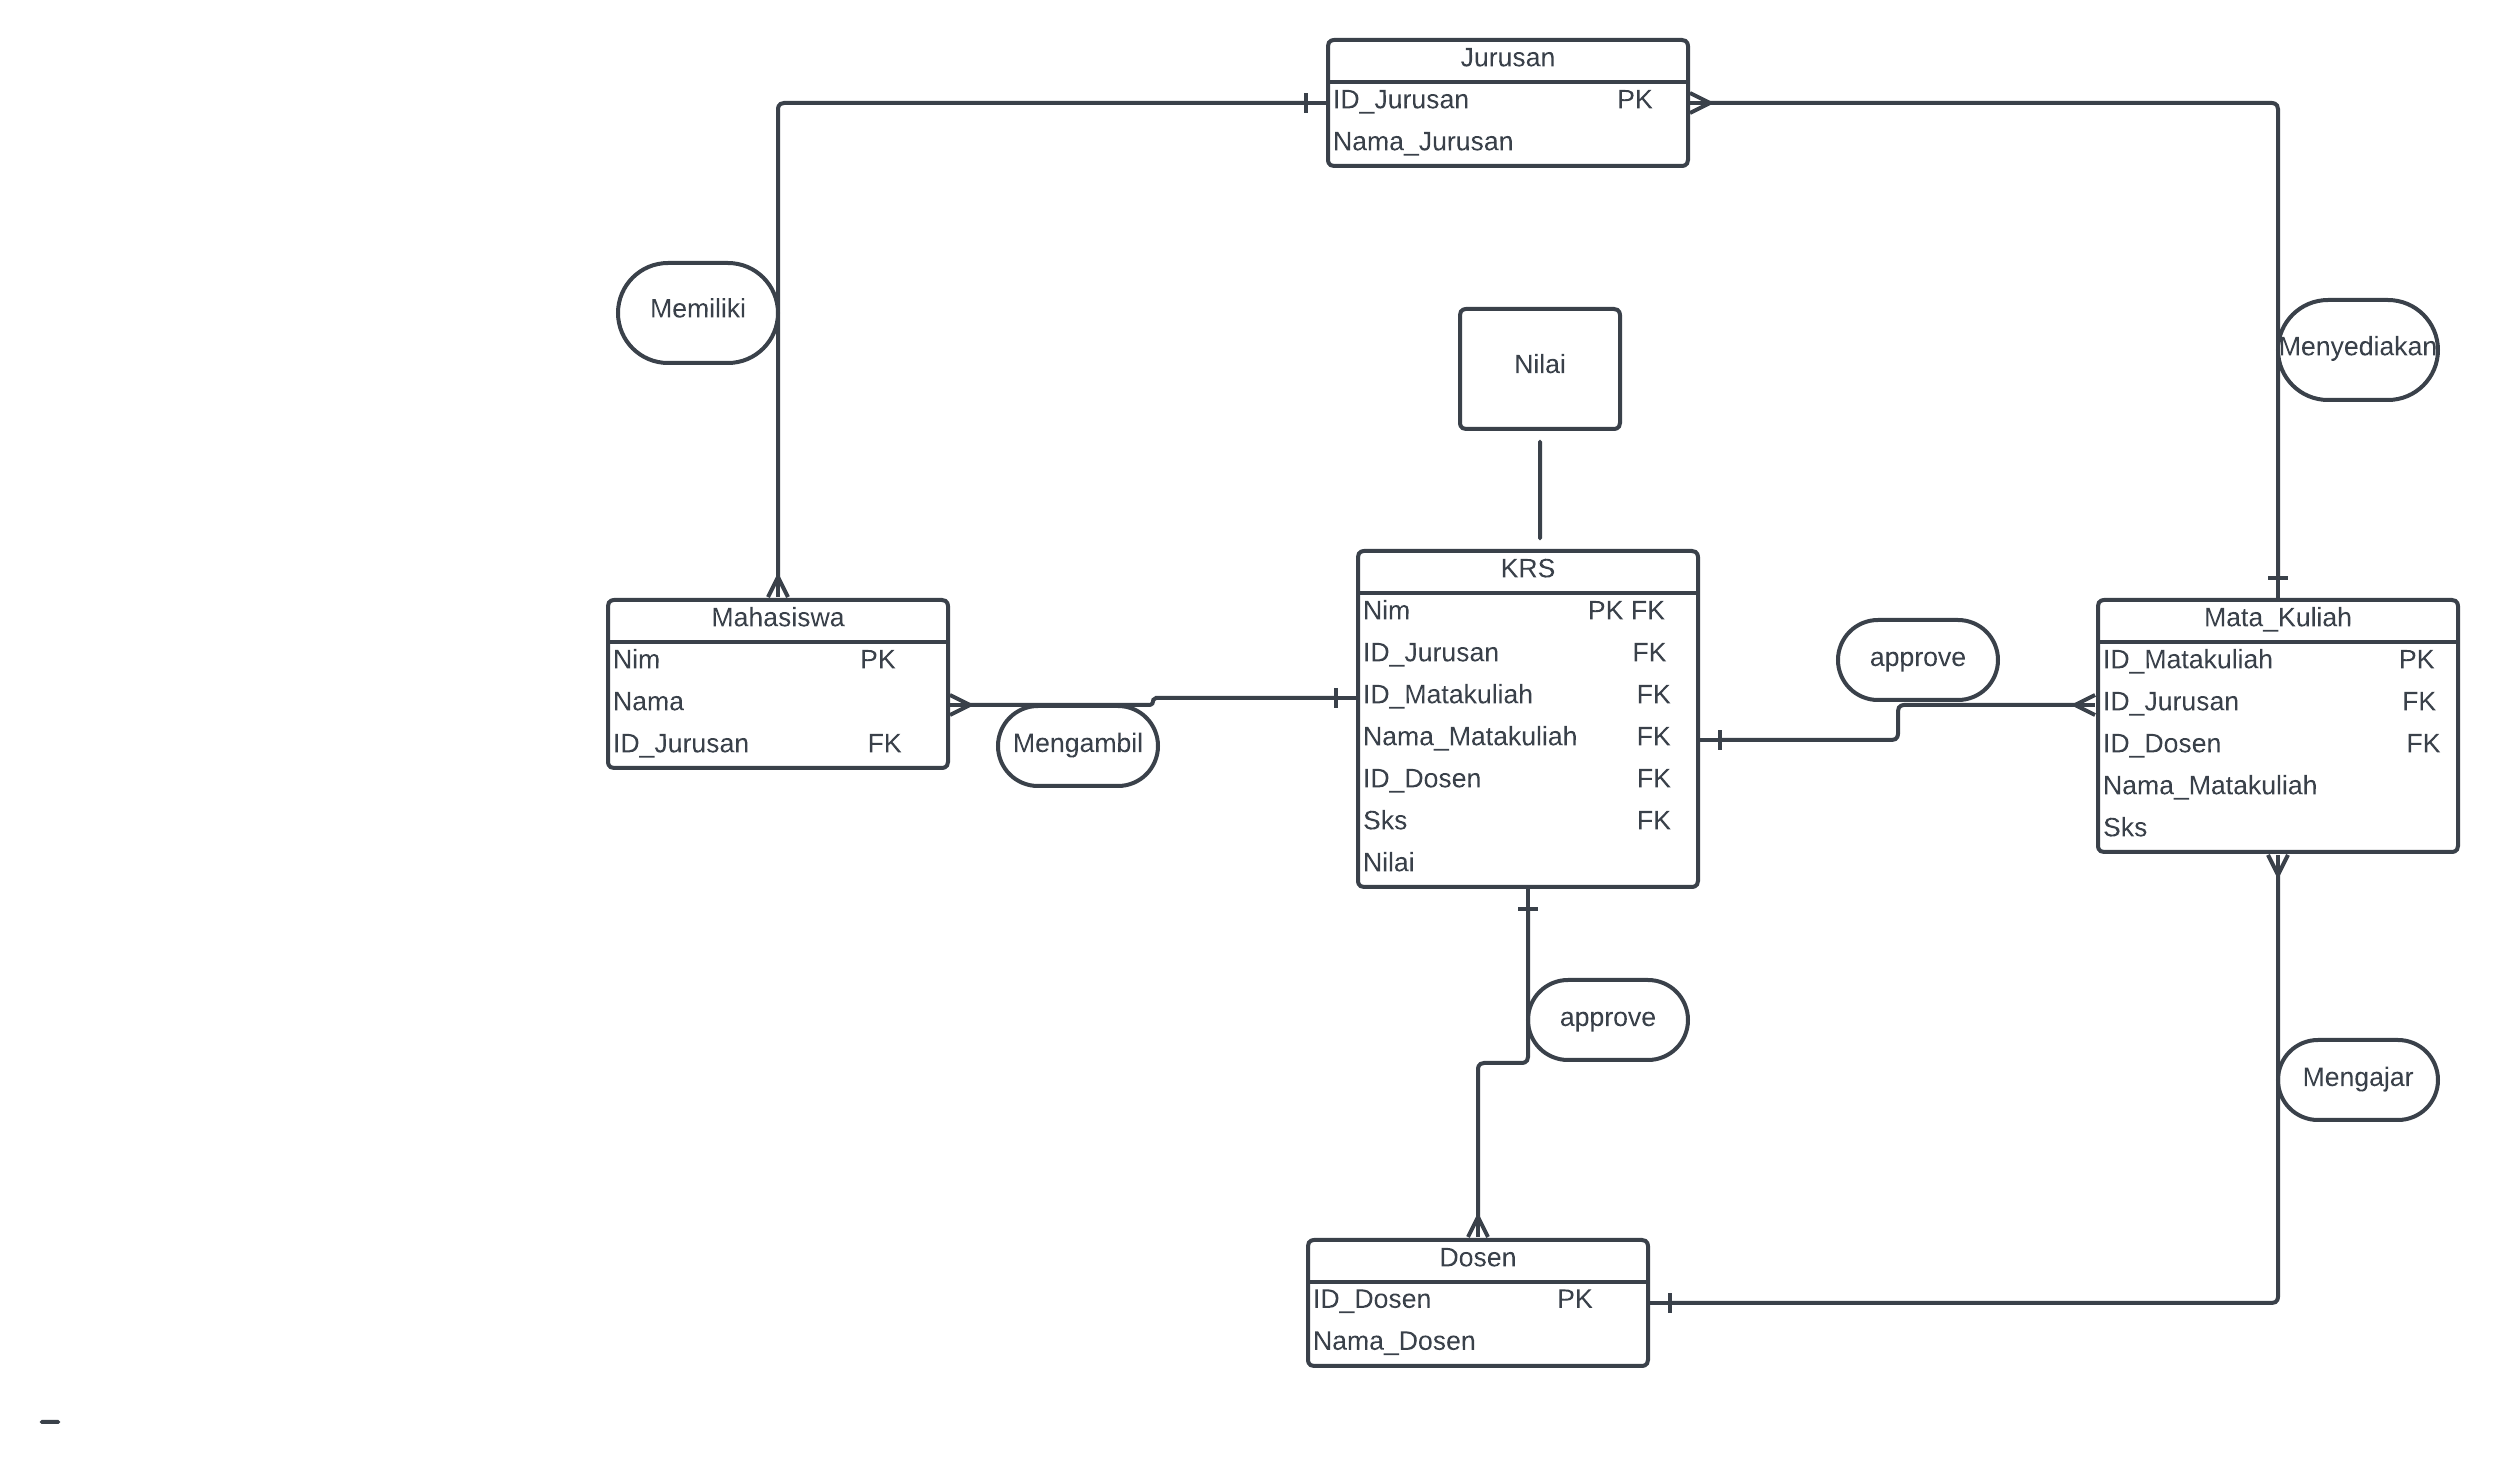 Jurusan
ID_Jurusan PK
Nama_Jurusan
Memiliki
Menyediakan
Nilai
KRS
Nim PK FK
ID_Jurusan FK
ID_Matakuliah FK
Nama_Matakuliah FK
ID_Dosen FK
Sks FK
Nilai
Mahasiswa
Nim PK
Nama
ID_Jurusan FK
Mengambil
approve
Mata_Kuliah
ID_Matakuliah PK
ID_Jurusan FK
ID_Dosen FK
Nama_Matakuliah
Sks
approve
Mengajar
Dosen
ID_Dosen PK
Nama_Dosen